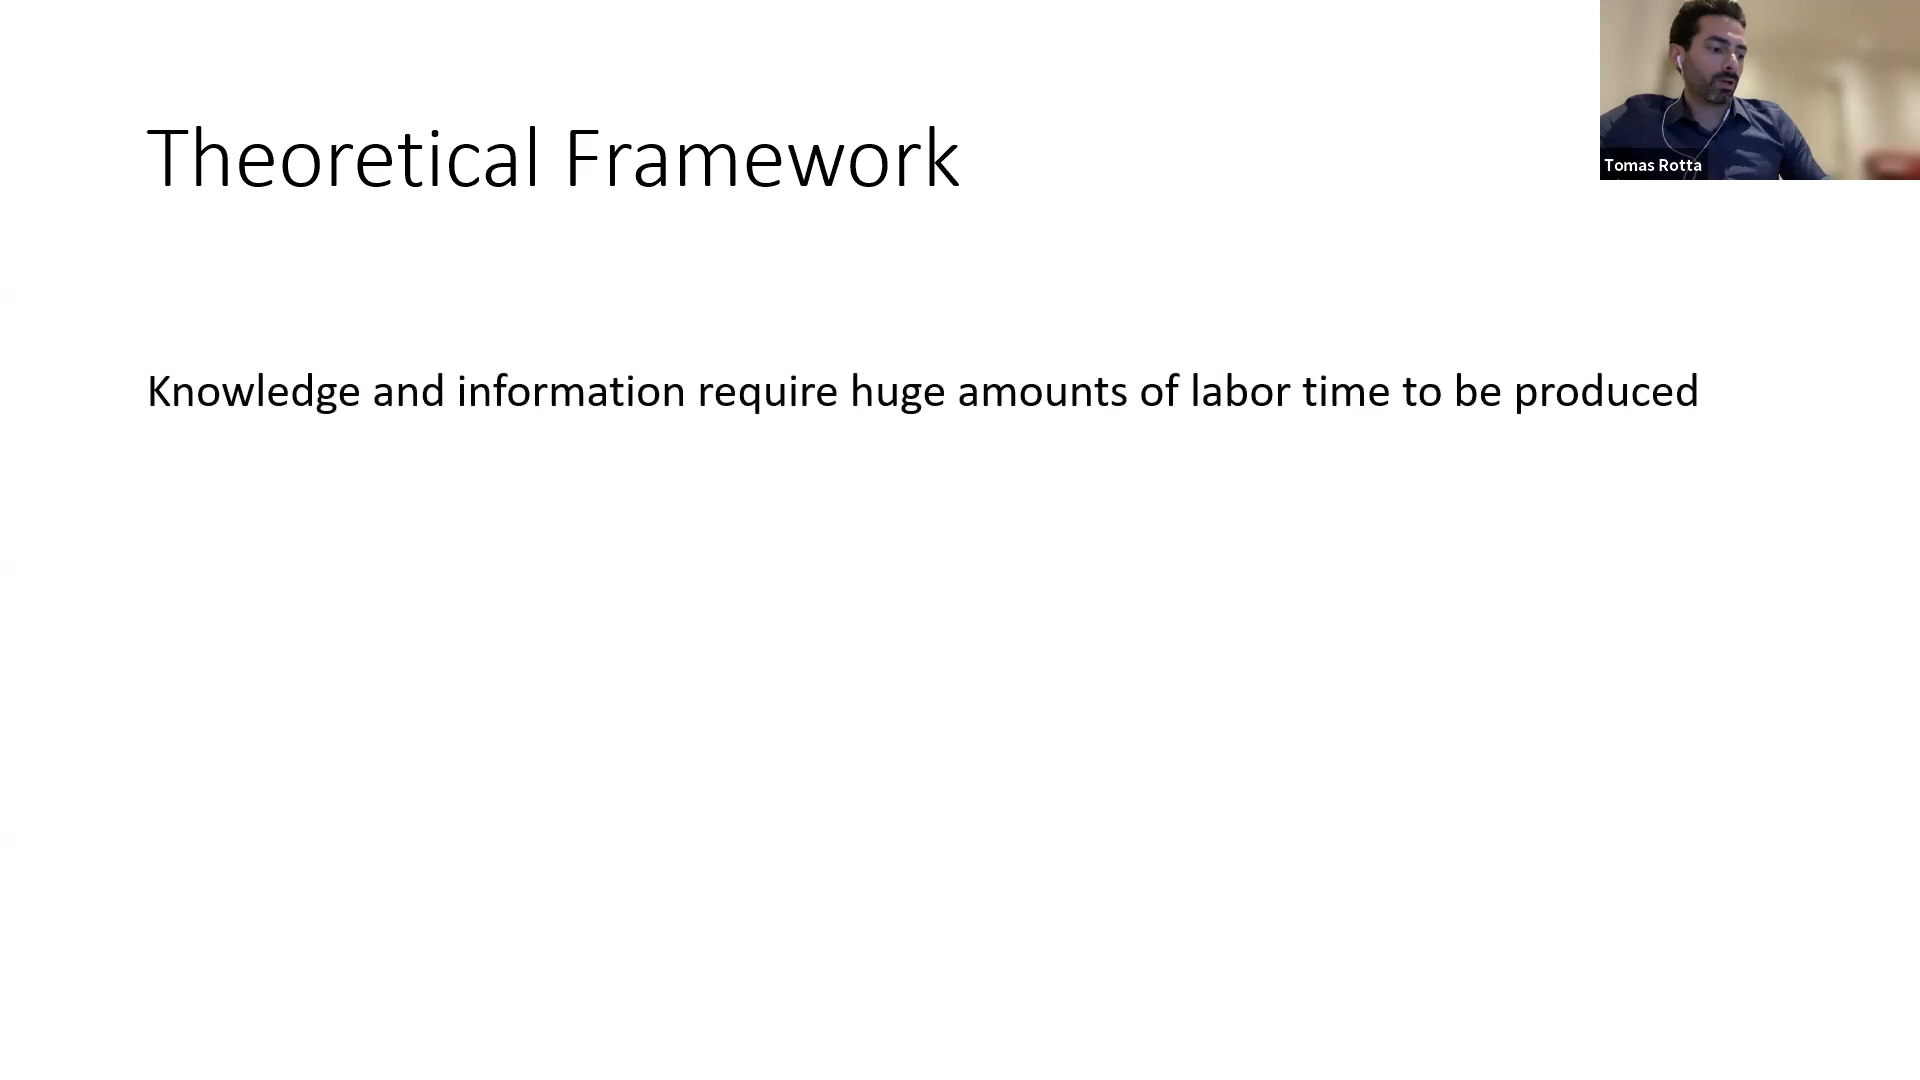 Theoretical Framework
Tomas Rotta
Knowledge and information require huge amounts of labor time to be produced